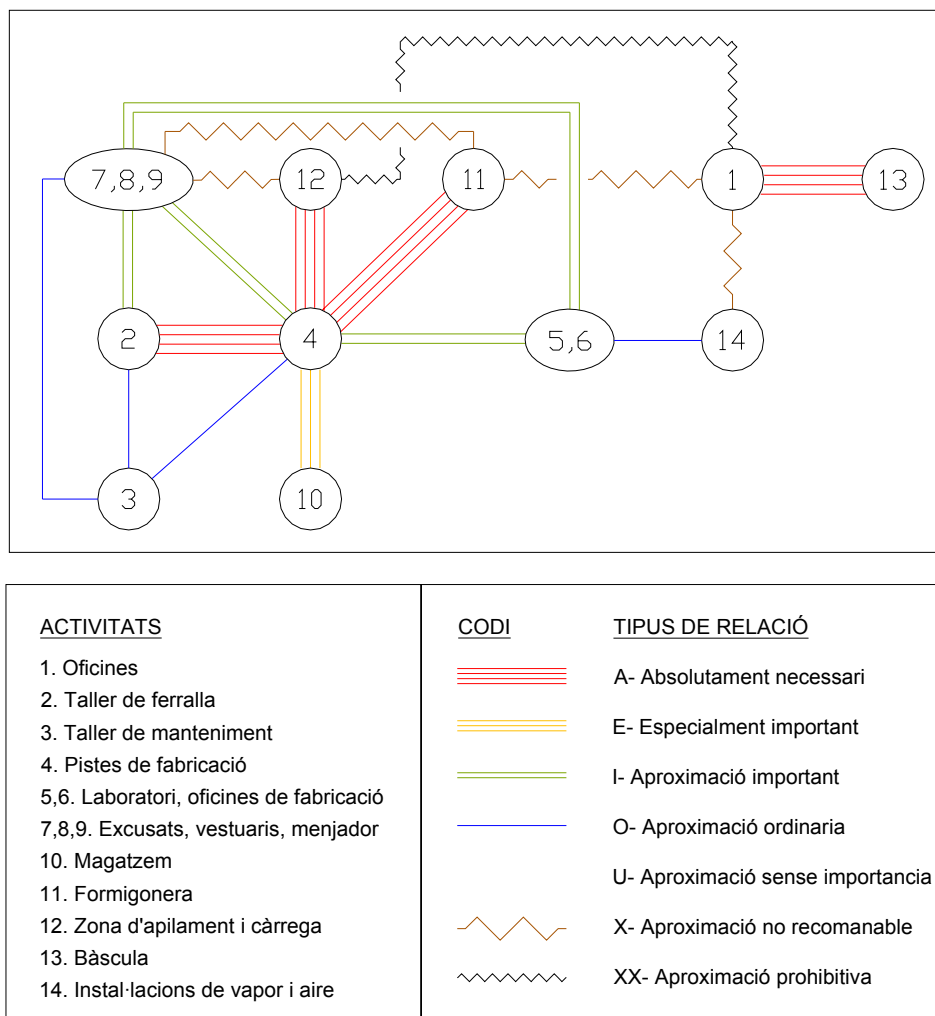 7,8,9
12
11
1
13
2
4
5,6
14
3
10
ACTIVITATS
1. Oficines
2. Taller de ferralla
3. Taller de manteniment
4. Pistes de fabricació
5,6. Laboratori, oficines de fabricació
7,8,9. Excusats, vestuaris, menjador
10. Magatzem
11. Formigonera
12. Zona d'apilament i càrrega
13. Bàscula
14. Instal·lacions de vapor i aire
CODI TIPUS DE RELACIÓ
A- Absolutament necessari
E- Especialment important
I- Aproximació important
O- Aproximació ordinaria
U- Aproximació sense importancia
X- Aproximació no recomanable
XX- Aproximació prohibitiva